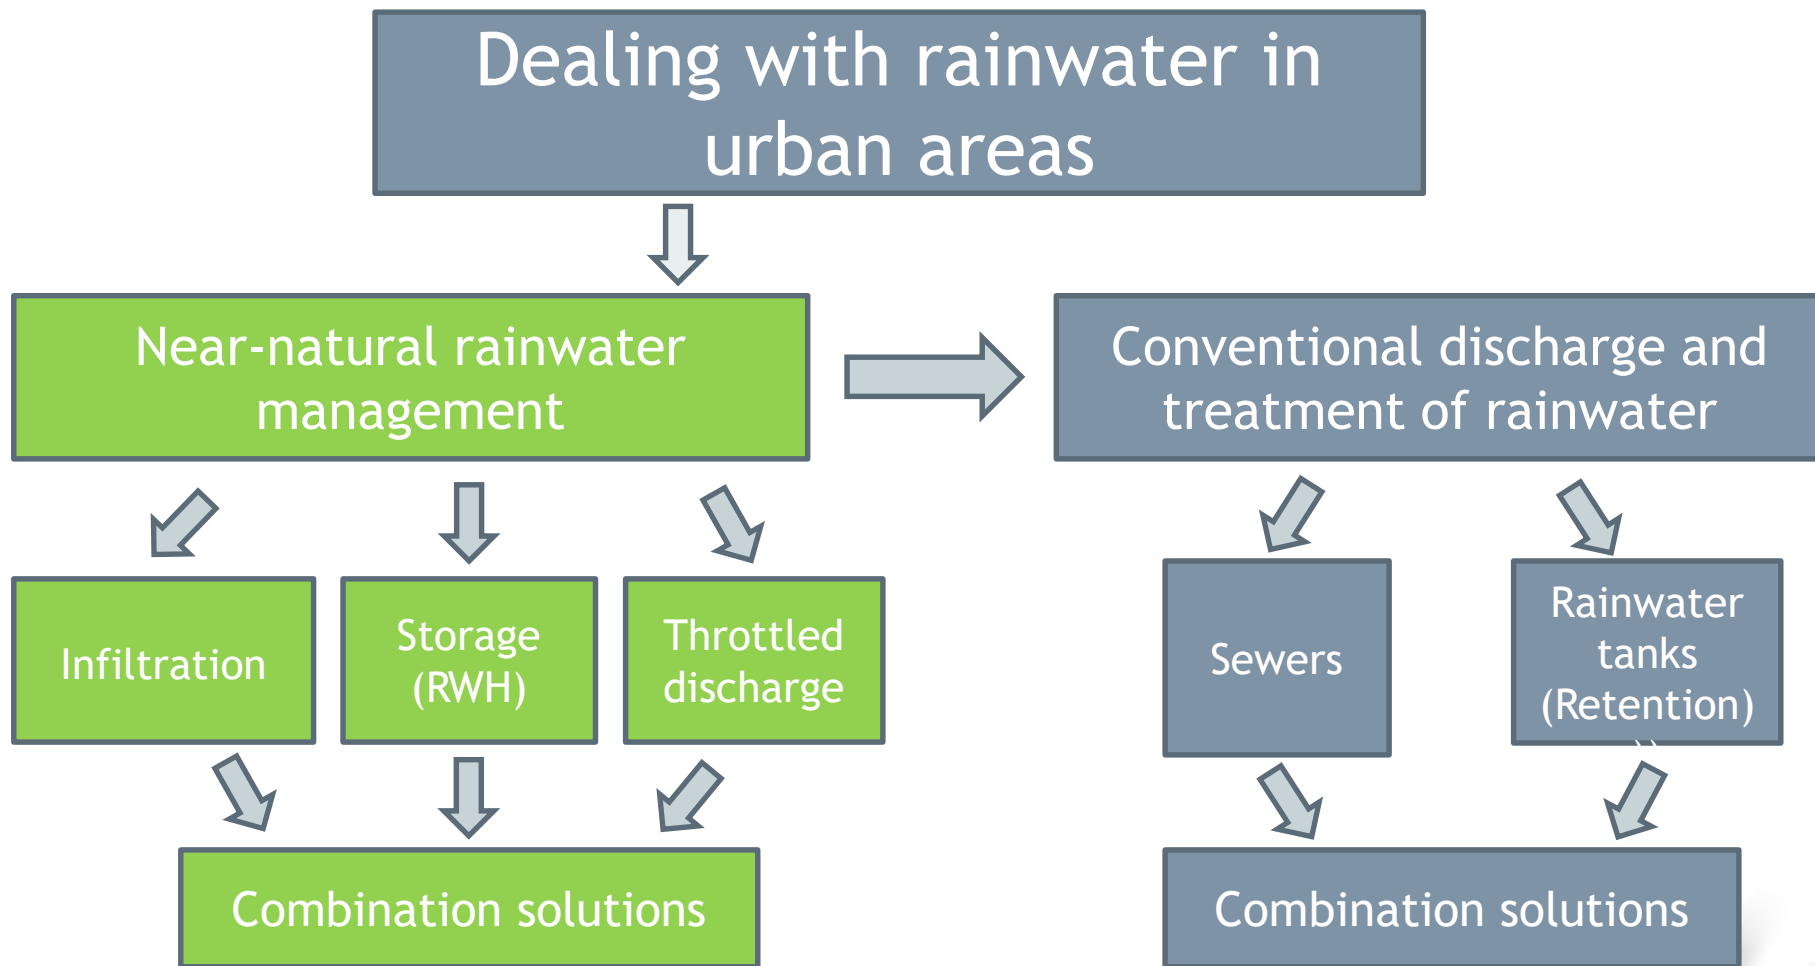 Dealing with rainwater in
urban areas
Near-natural rainwater
management
Conventional discharge and
treatment of rainwater
Infiltration
Storage
(RWH)
Throttled
discharge
Sewers
Rainwater
tanks
(Retention)
Combination solutions
Combination solutions